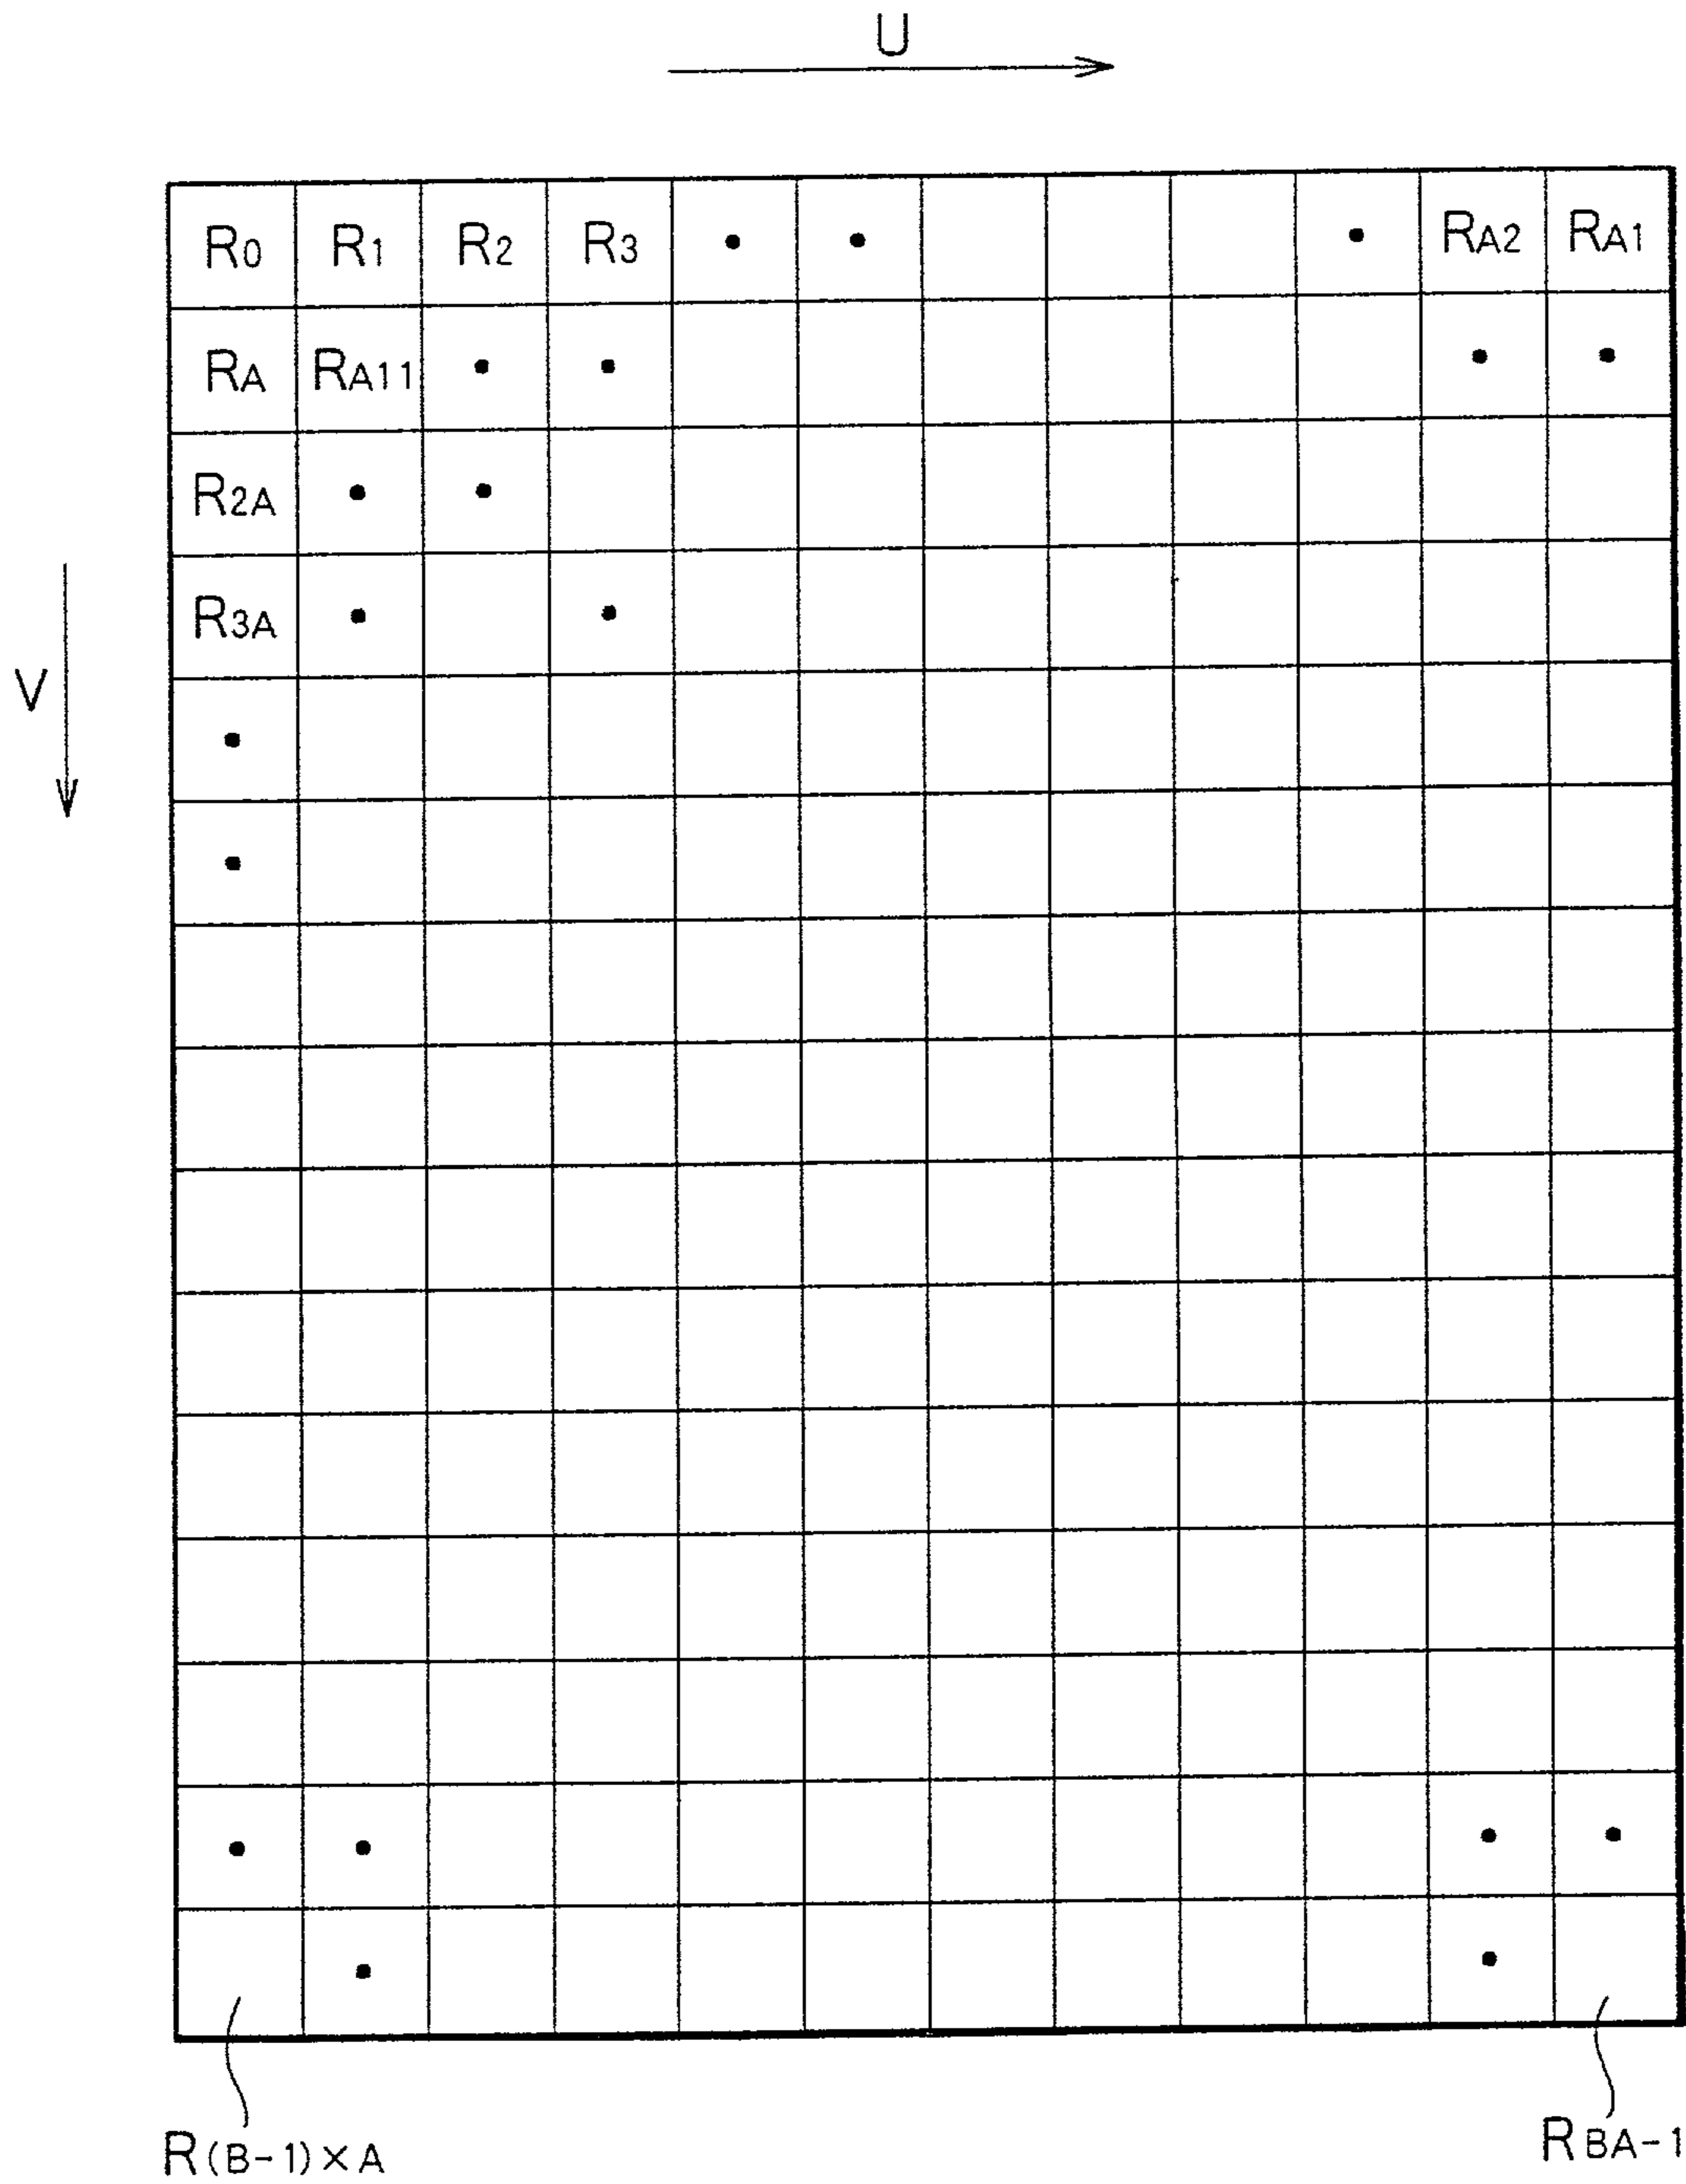 U
R0 R1 R2 R3 • • • RA2 RA1
RA RA11 • • • •
R2A • •
R3A • •
V
•
•
• • • •
• •
R(B-1)×A RBA-1